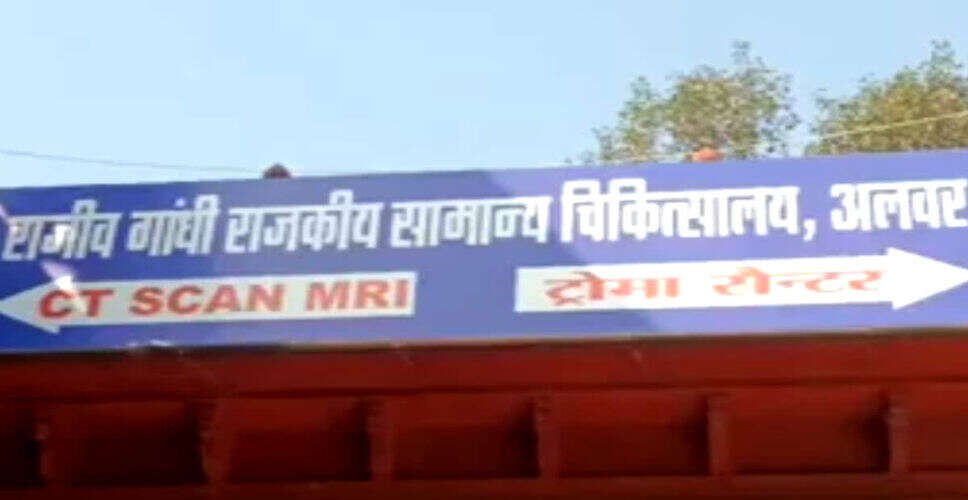 राजीव गांधी राजकीय सामान्य चिकित्सालय, अलवर
CT SCAN MRI
ट्रोमा सेन्टर